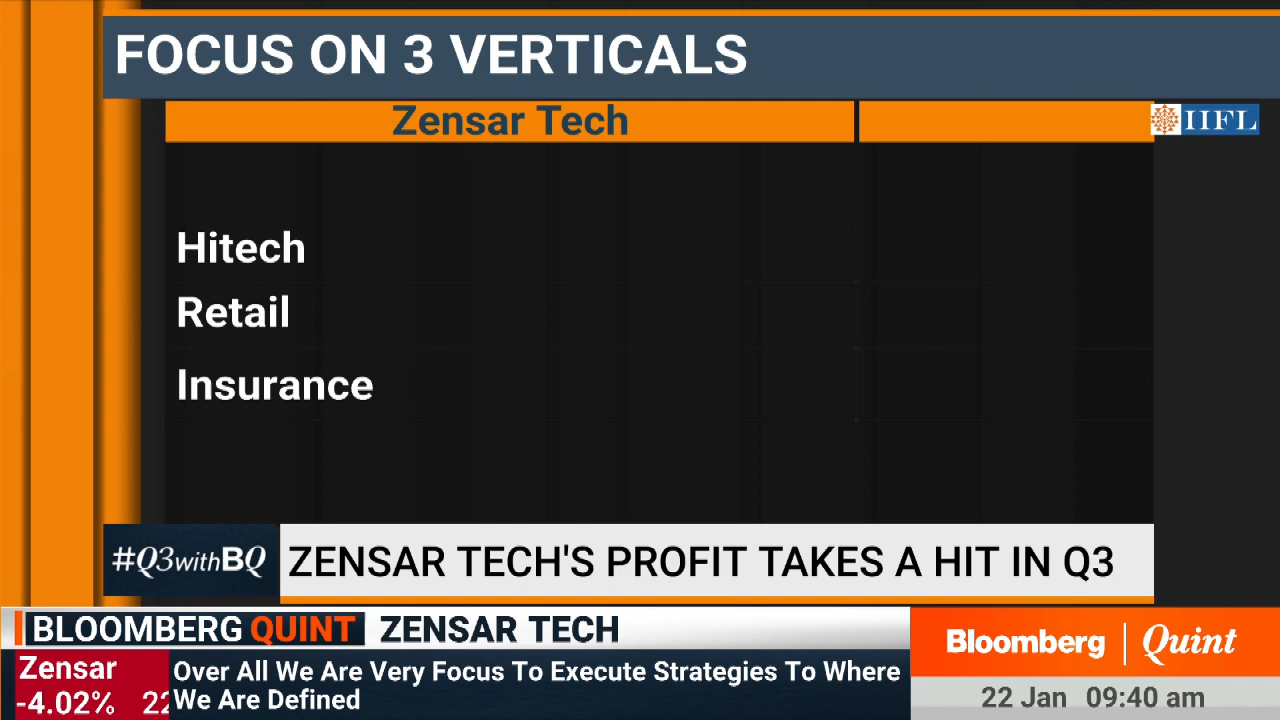 FOCUS ON 3 VERTICALS
Zensar Tech
IIFL
Hitech
Retail
Insurance
#Q3withBQ
ZENSAR TECH'S PROFIT TAKES A HIT IN Q3
BLOOMBERG QUINT ZENSAR TECH
Zensar
-4.02% 22
Over All We Are Very Focus To Execute Strategies To Where
We Are Defined
Bloomberg | Quint
22 Jan 09:40 am